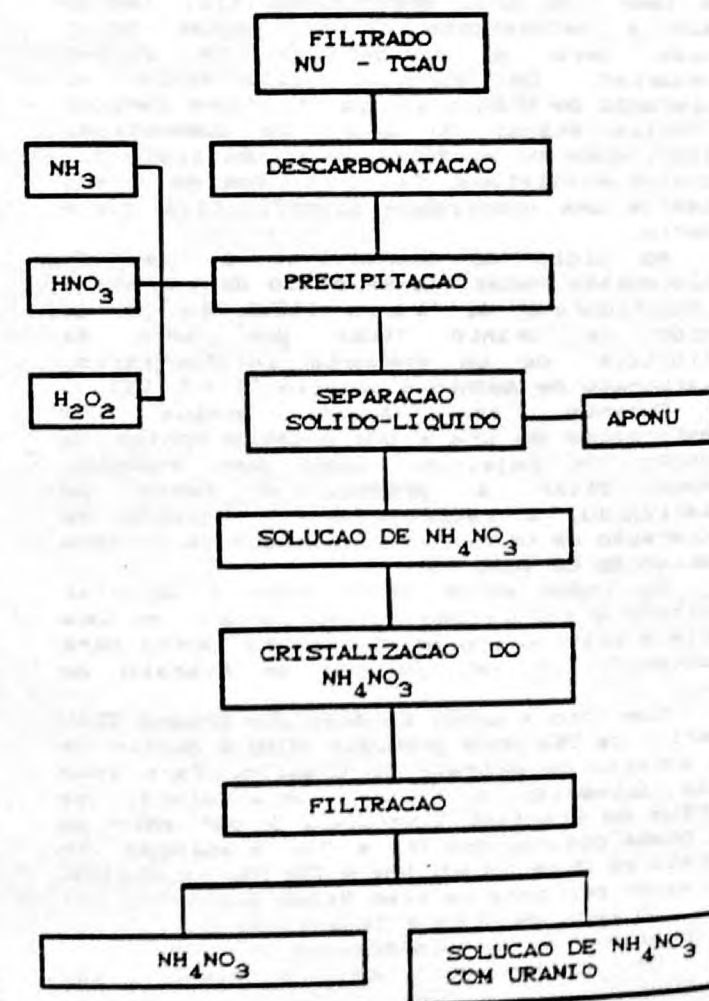 FILTRADO
NU - TCAU
DESCARBONATACAO
NH3
HNO3
H2O2
PRECIPITACAO
SEPARACAO
SOLIDO-LIQUIDO
APONU
SOLUCAO DE NH4NO3
CRISTALIZACAO DO
NH4NO3
FILTRACAO
NH4NO3
SOLUCAO DE NH4NO3
COM URANIO